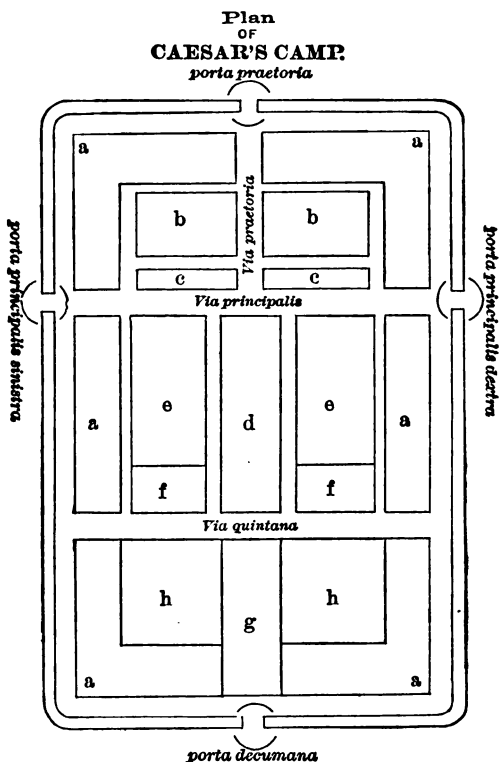 Plan
OF
CAESAR'S CAMP.
porta praetoria
a
a
b
b
Via praetoria
c
c
porta principalis sinistra
porta principalis dextra
Via principalis
a
e
d
e
a
f
f
Via quintana
h
g
h
a
a
porta decumana